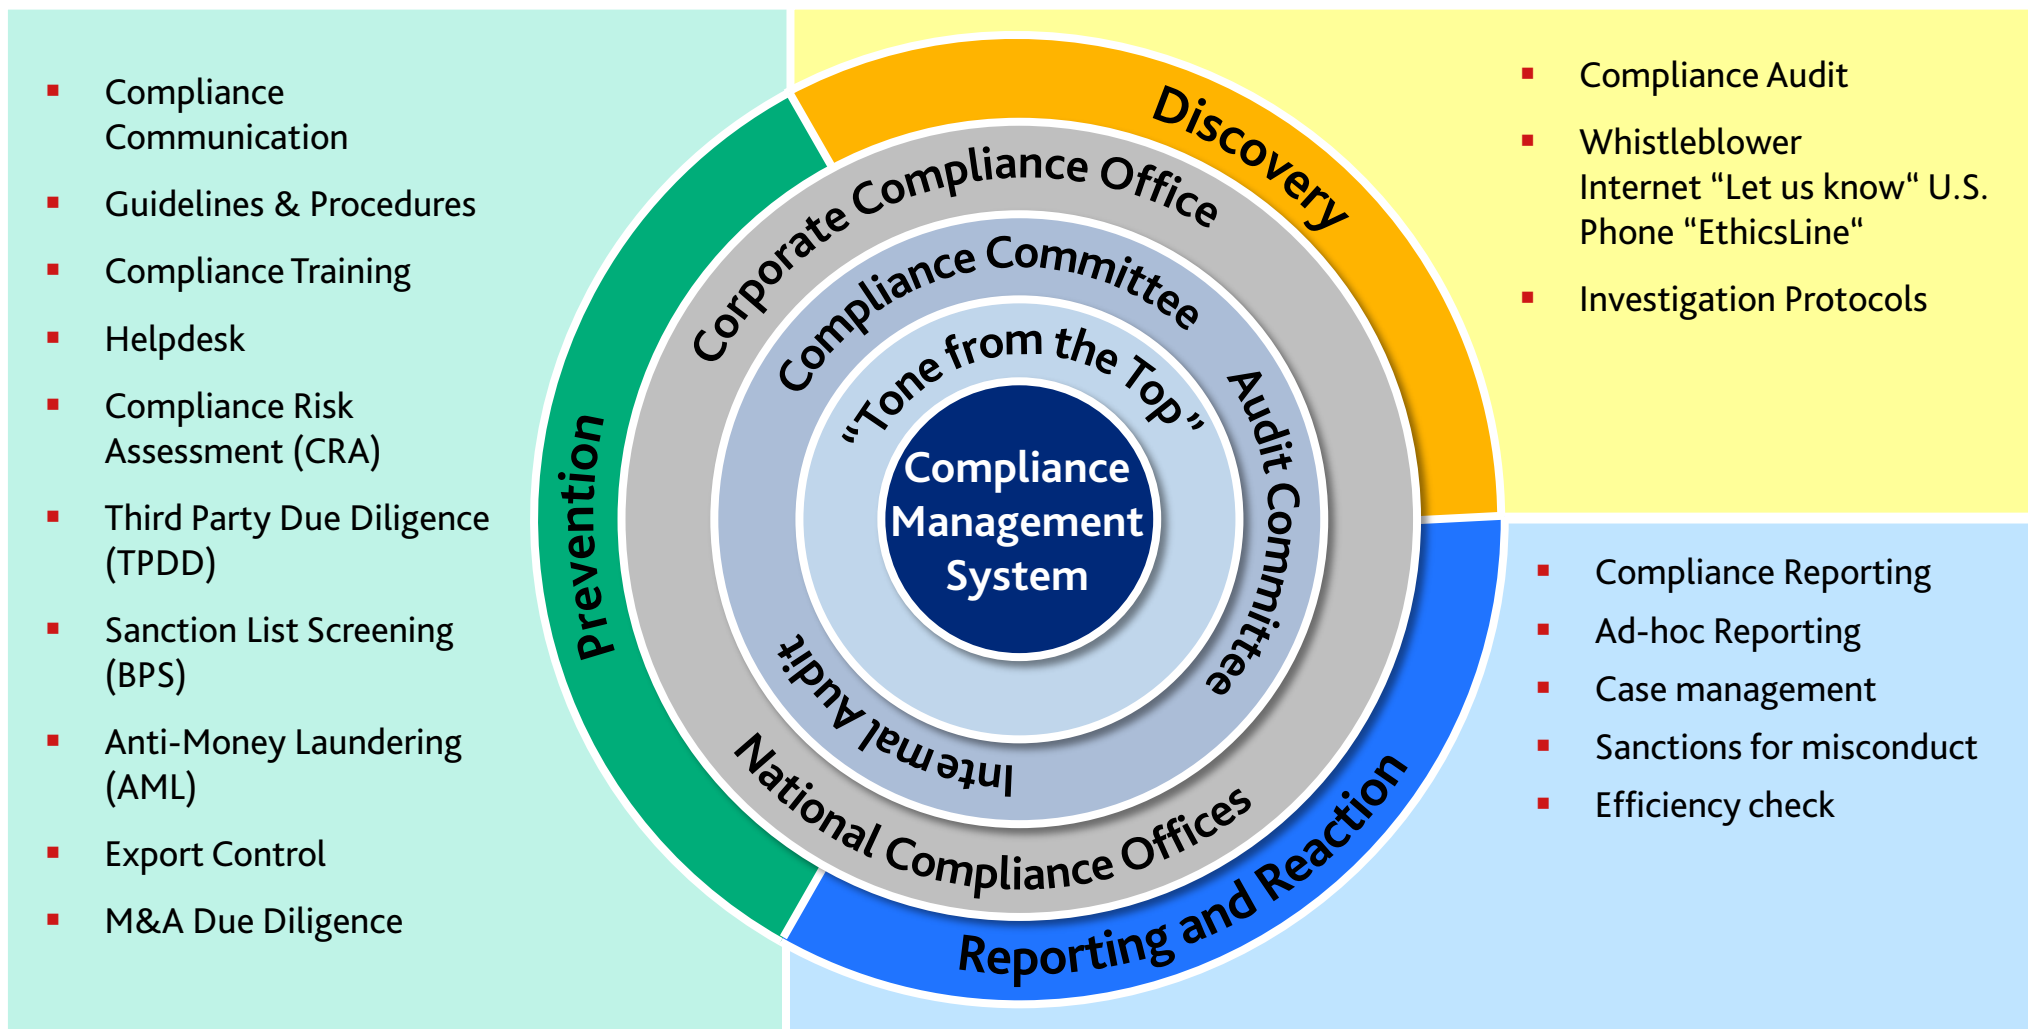 Compliance
Communication
Guidelines & Procedures
Compliance Training
Helpdesk
Compliance Risk
Assessment (CRA)
Third Party Due Diligence
(TPDD)
Sanction List Screening
(BPS)
Anti-Money Laundering
(AML)
Export Control
M&A Due Diligence
Prevention
Discovery
Reporting and Reaction
Corporate Compliance Office
National Compliance Offices
Compliance Committee
Audit Committee
Internal Audit
“Tone from the Top”
Compliance
Management
System
Compliance Audit
Whistleblower
Internet “Let us know“ U.S.
Phone “EthicsLine“
Investigation Protocols
Compliance Reporting
Ad-hoc Reporting
Case management
Sanctions for misconduct
Efficiency check